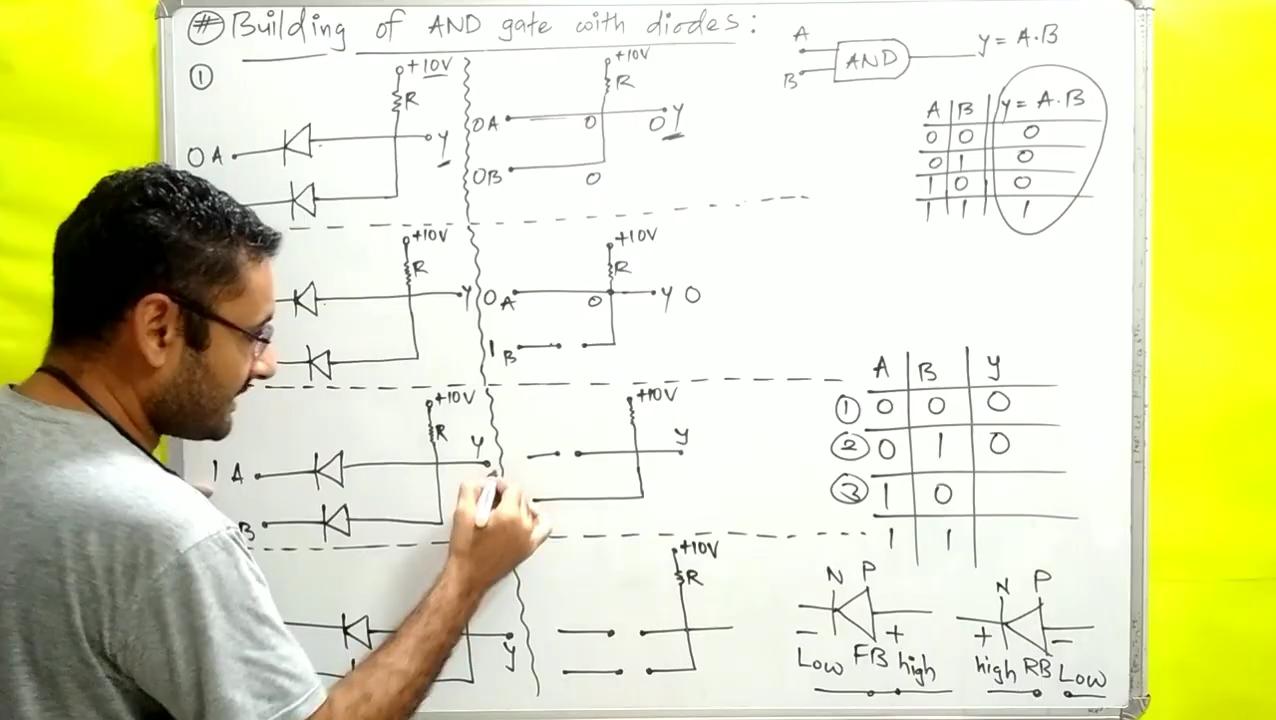 # Building of AND gate with diodes:
A
B
AND
y = A.B
①
+10V
R
0 A
y
+10V
R
0 A
0
0 y
0 B
0
A B y = A.B
0 0 0
0 1 0
1 0 0
1 1 1
+10V
R
y
+10V
R
0 A
0
y 0
1 B
+10V
R
y
1 A
B
+10V
y
A B y
① 0 0 0
② 0 1 0
③ 1 0
1 1
y
+10V
R
N P
- +
Low FB high
N P
+ -
high RB Low